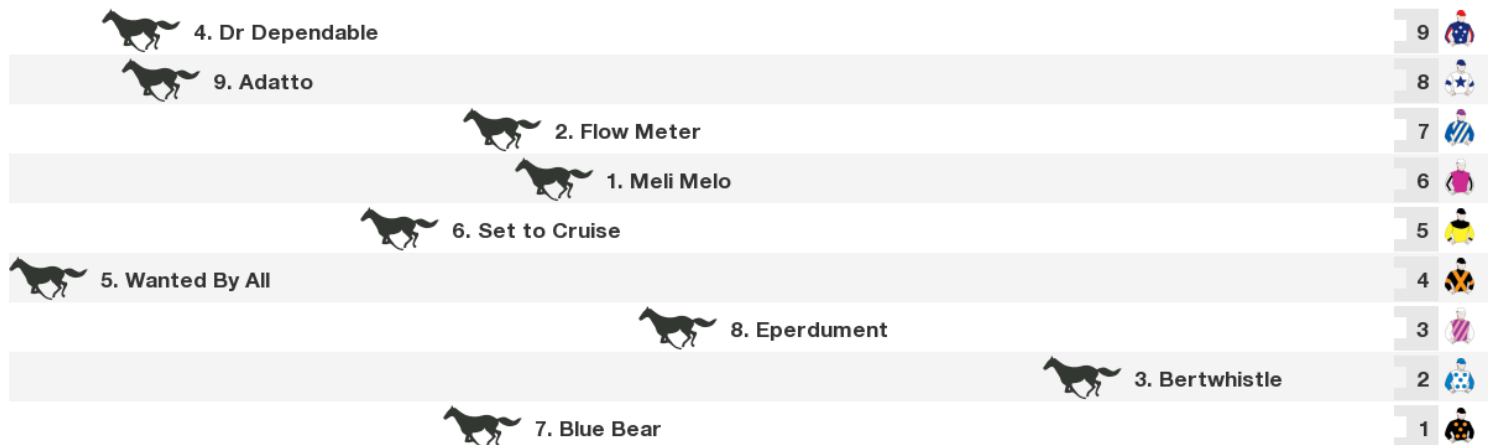 4. Dr Dependable 9
9. Adatto 8
2. Flow Meter 7
1. Meli Melo 6
6. Set to Cruise 5
5. Wanted By All 4
8. Eperdument 3
3. Bertwhistle 2
7. Blue Bear 1